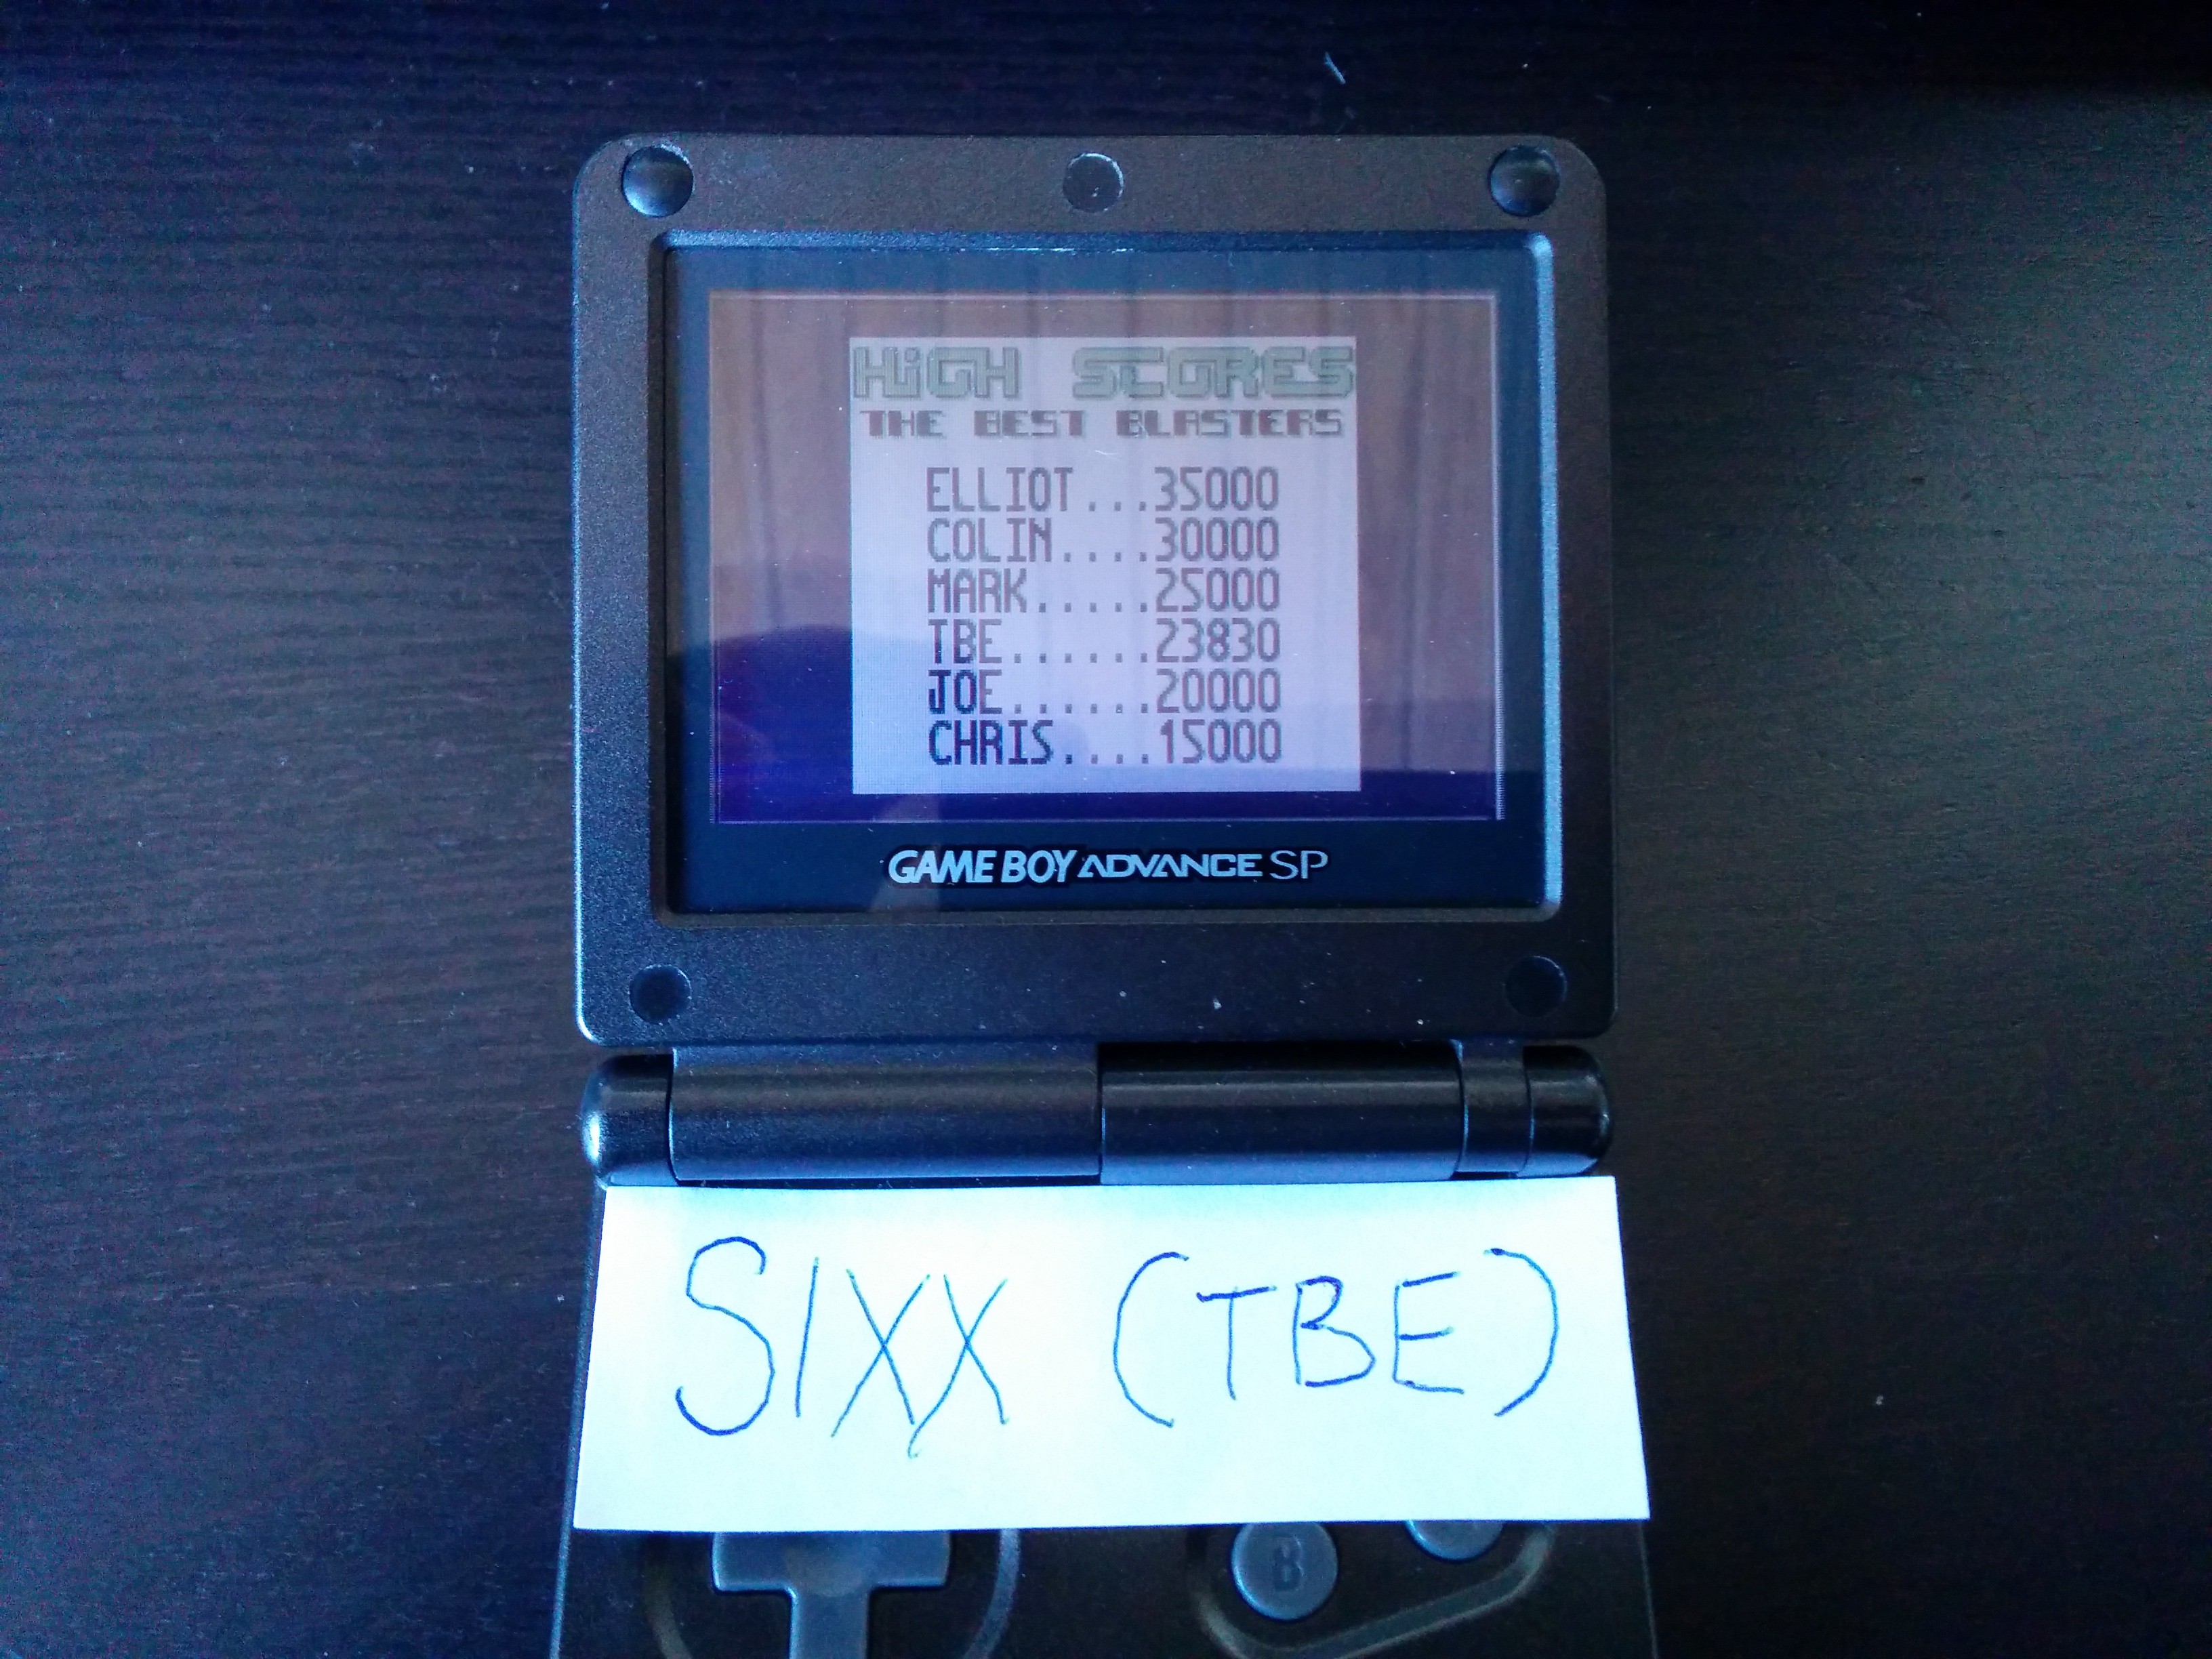 HiGH SCORES
THE BEST BLASTERS
ELLIOT...35000
COLIN....30000
MARK.....25000
TBE......23830
JOE......20000
CHRIS....15000
GAME BOY ADVANCE SP
SIXX (TBE)
B